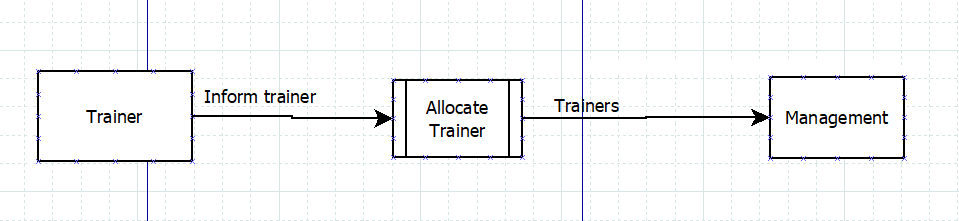 Trainer
Inform trainer
Allocate
Trainer
Trainers
Management